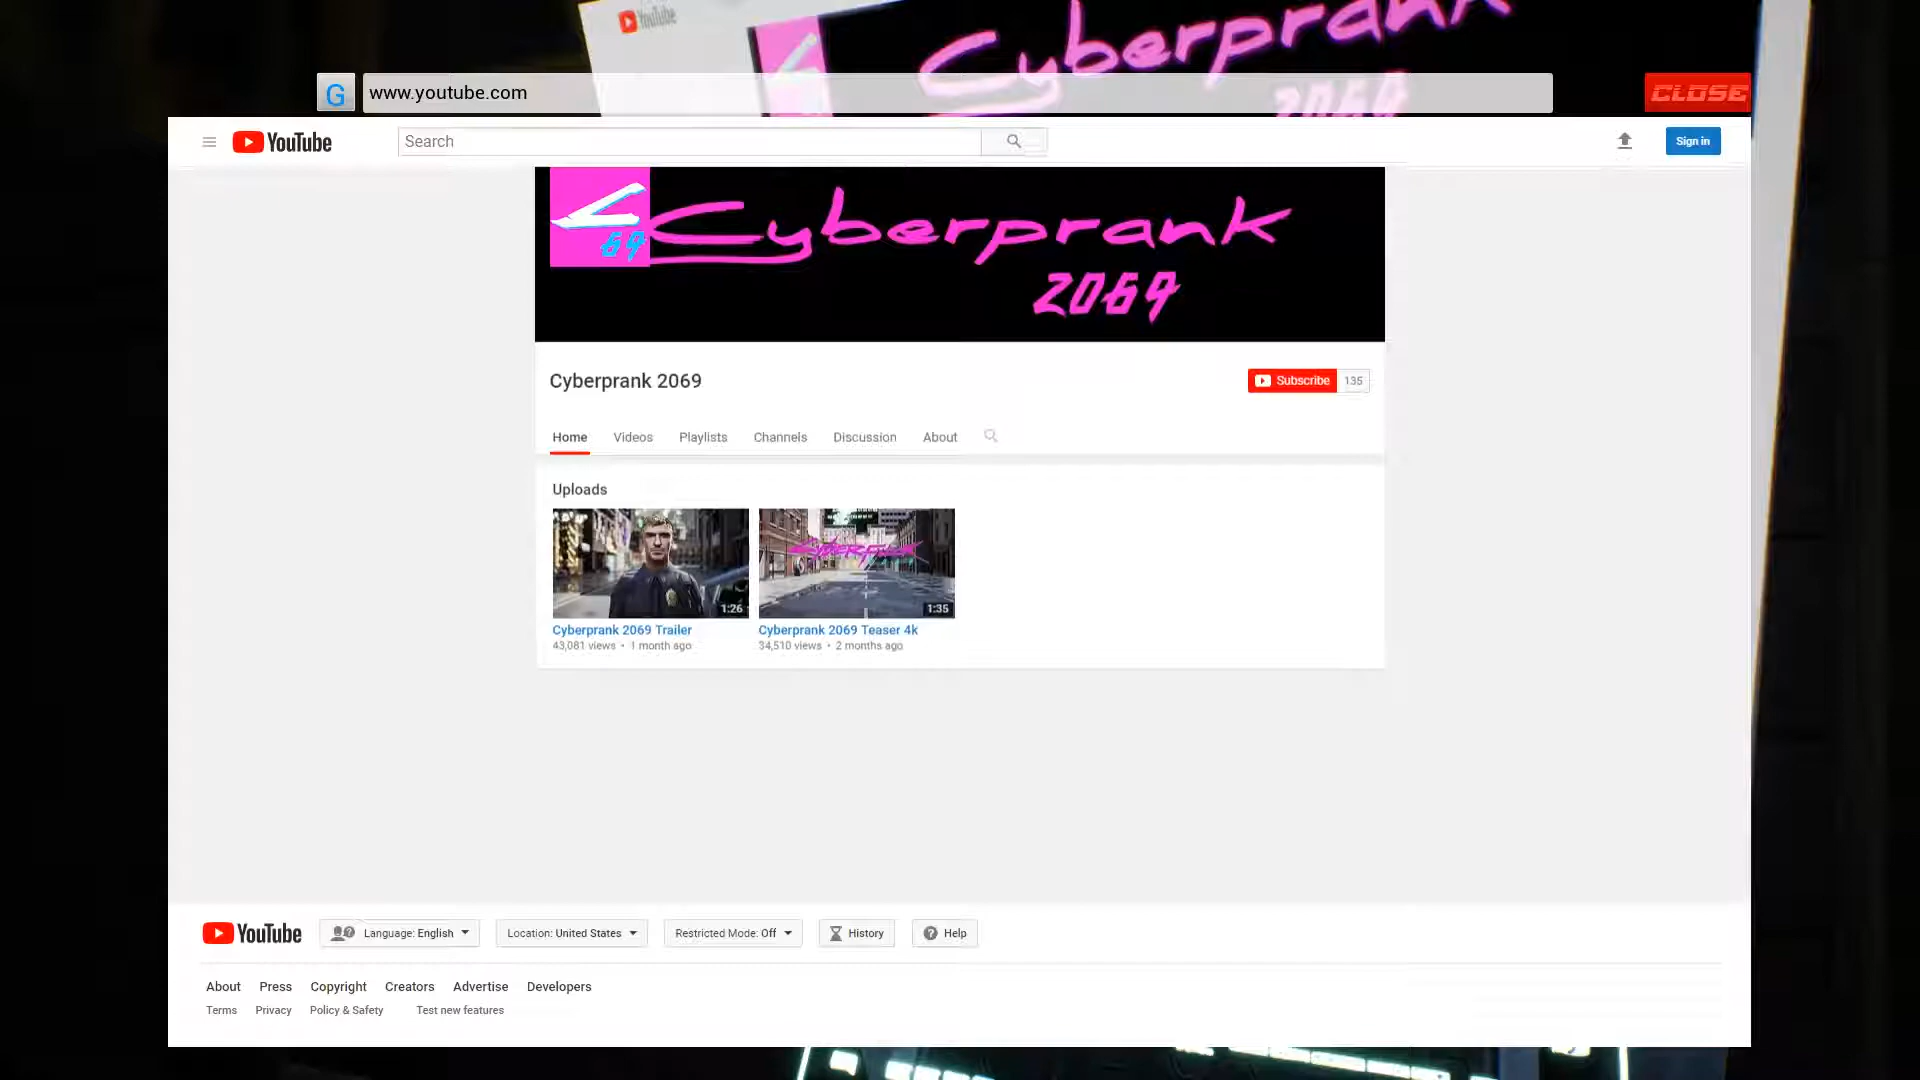 YouTube
Cyberprank
2069
G www.youtube.com CLOSE
YouTube Search Sign in
69 Cyberprank
2069
Cyberprank 2069 Subscribe 135
Home Videos Playlists Channels Discussion About
Uploads
Cyberprank
1:26 1:35
Cyberprank 2069 Trailer Cyberprank 2069 Teaser 4k
43,081 views • 1 month ago 34,510 views • 2 months ago
YouTube Language: English Location: United States Restricted Mode: Off History Help
About Press Copyright Creators Advertise Developers
Terms Privacy Policy & Safety Test new features